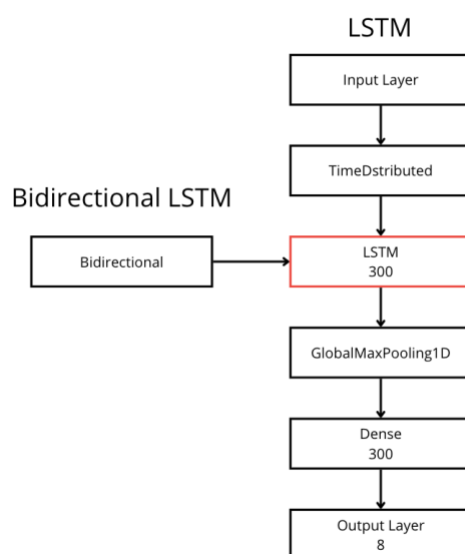 LSTM
Input Layer
TimeDstributed
Bidirectional LSTM
Bidirectional
LSTM
300
GlobalMaxPooling1D
Dense
300
Output Layer
8